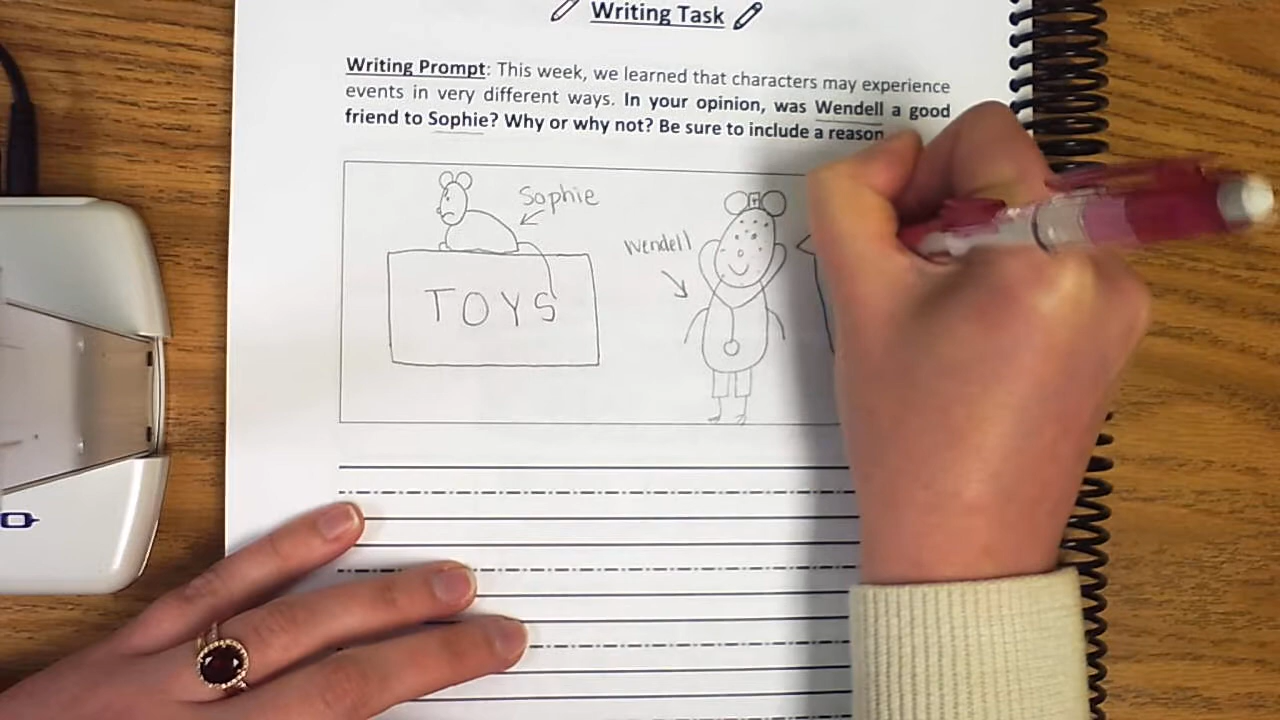 Writing Task
Writing Prompt: This week, we learned that characters may experience
events in very different ways. In your opinion, was Wendell a good
friend to Sophie? Why or why not? Be sure to include a reason
Sophie
Wendell
TOYS